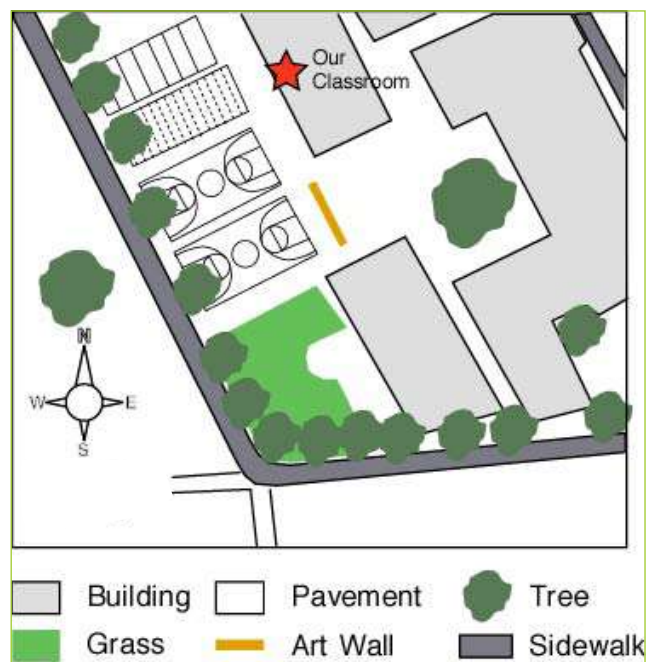 Our
Classroom
N
W E
S
Building Pavement Tree
Grass Art Wall Sidewalk